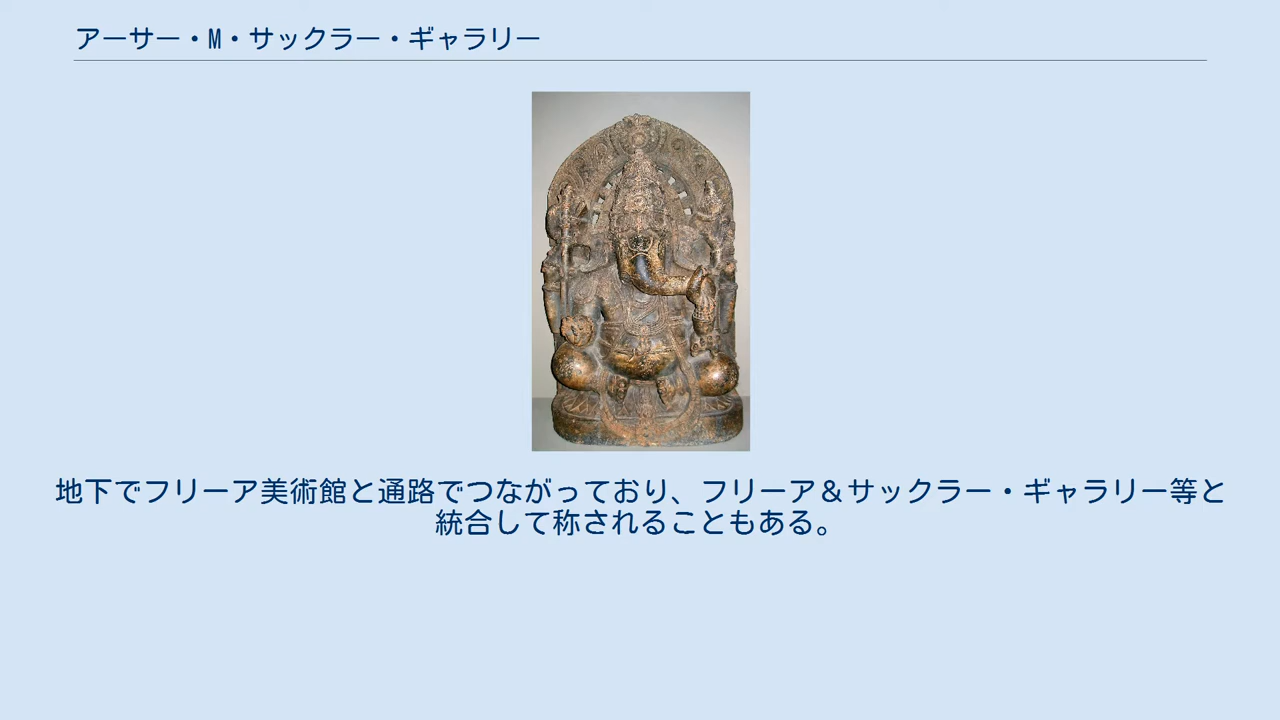 アーサー・M・サックラー・ギャラリー
地下でフリーア美術館と通路でつながっており、フリーア＆サックラー・ギャラリー等と
統合して称されることもある。